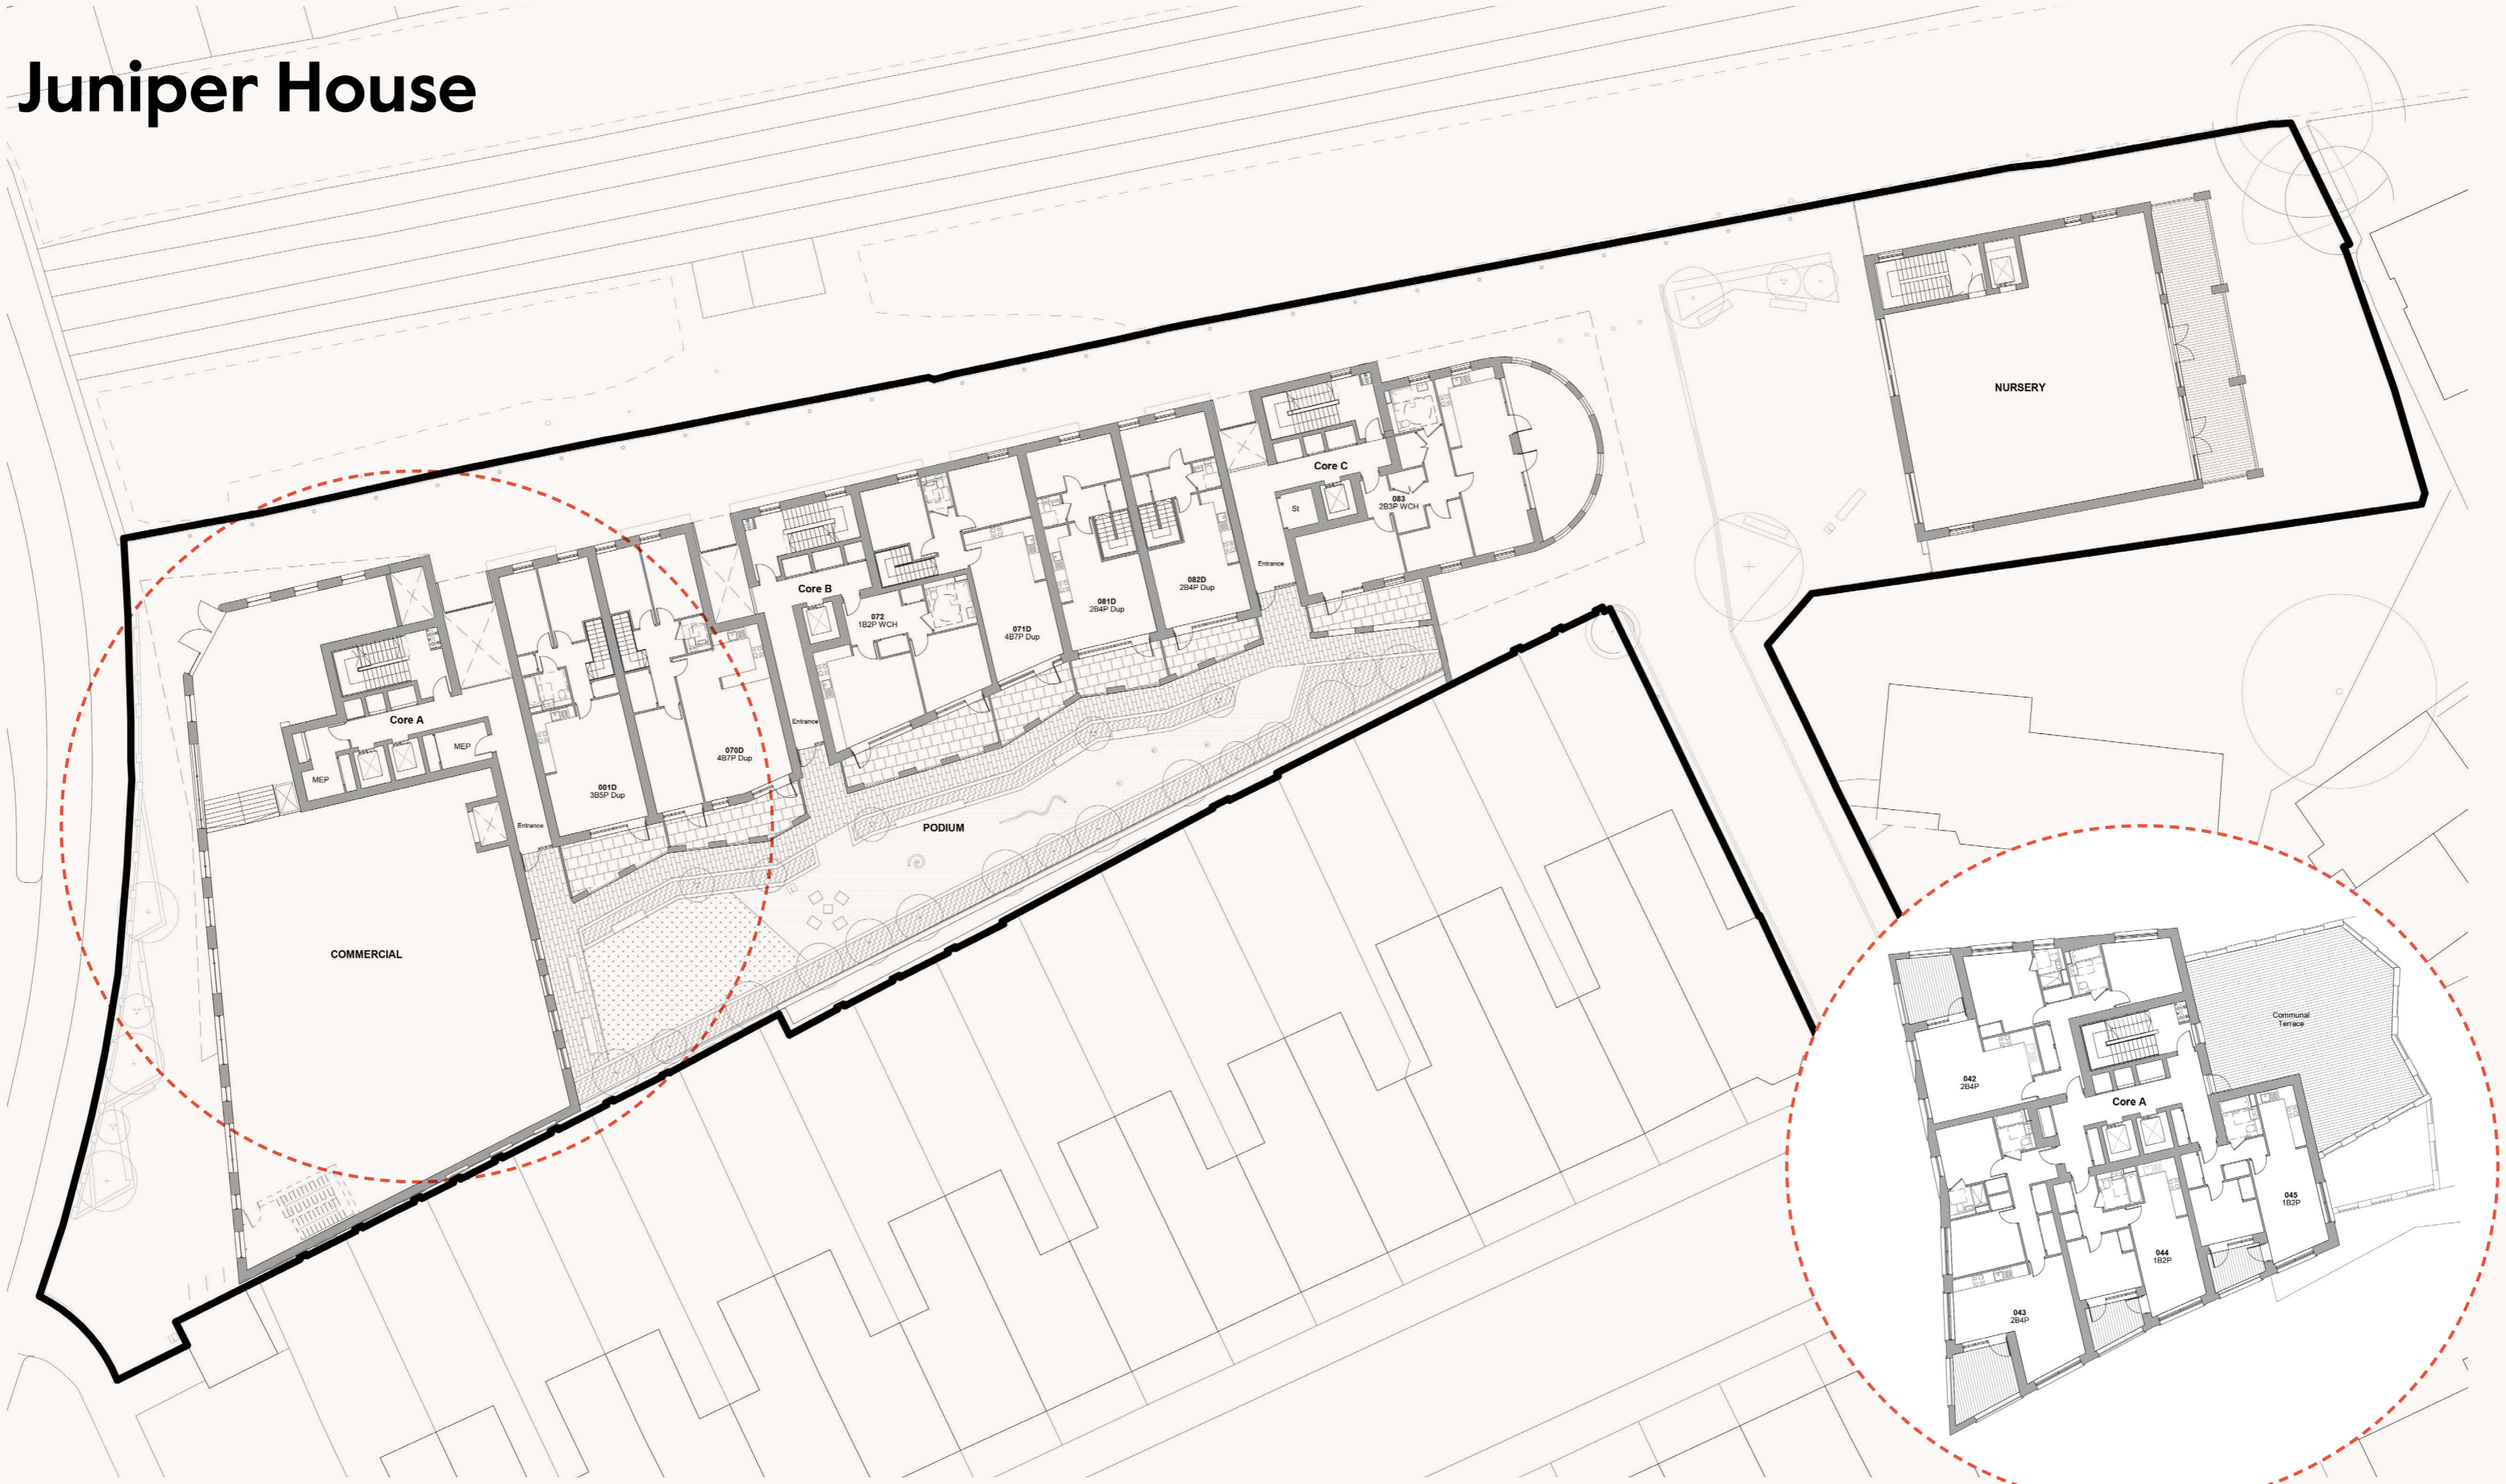 Juniper House
NURSERY
Core C
St
083
2B3P WCH
Entrance
082D
2B4P Dup
081D
2B4P Dup
071D
4B7P Dup
Core B
072
1B2P WCH
Entrance
070D
4B7P Dup
Core A
MEP
MEP
001D
3B5P Dup
Entrance
PODIUM
COMMERCIAL
Communal
Terrace
042
2B4P
Core A
045
1B2P
044
1B2P
043
2B4P